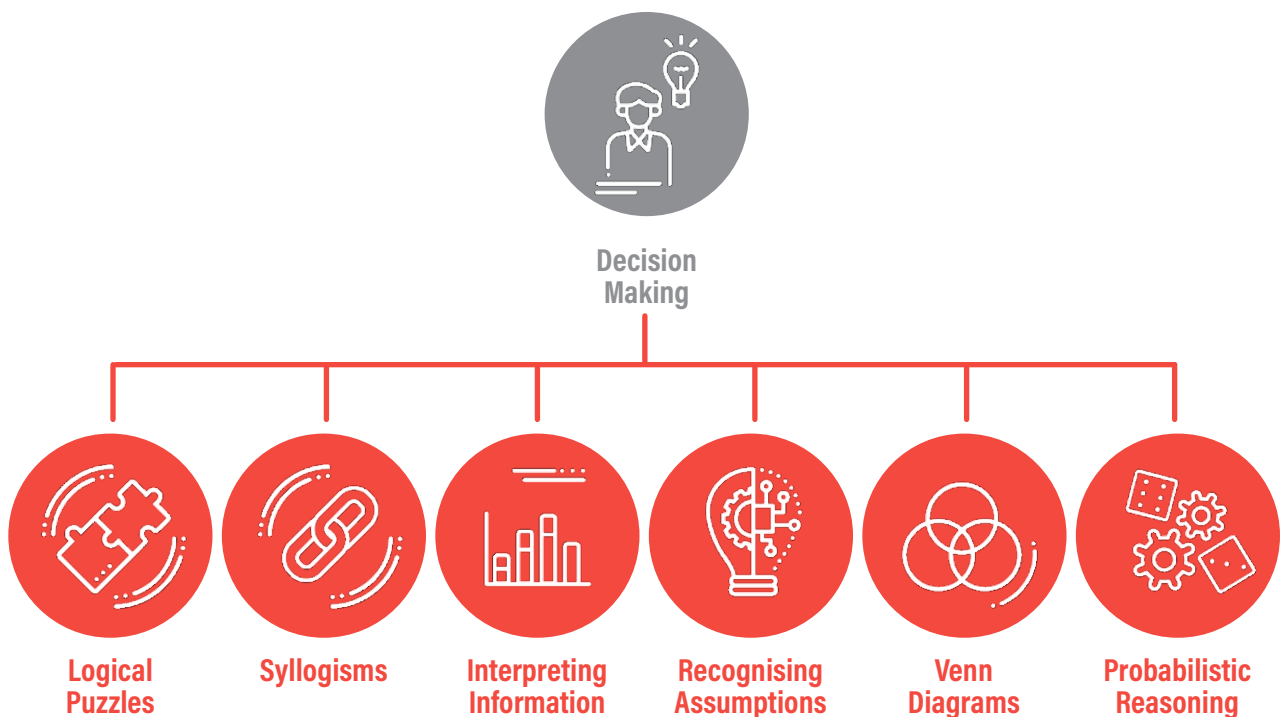 Decision
Making
Logical
Puzzles
Syllogisms
Interpreting
Information
Recognising
Assumptions
Venn
Diagrams
Probabilistic
Reasoning